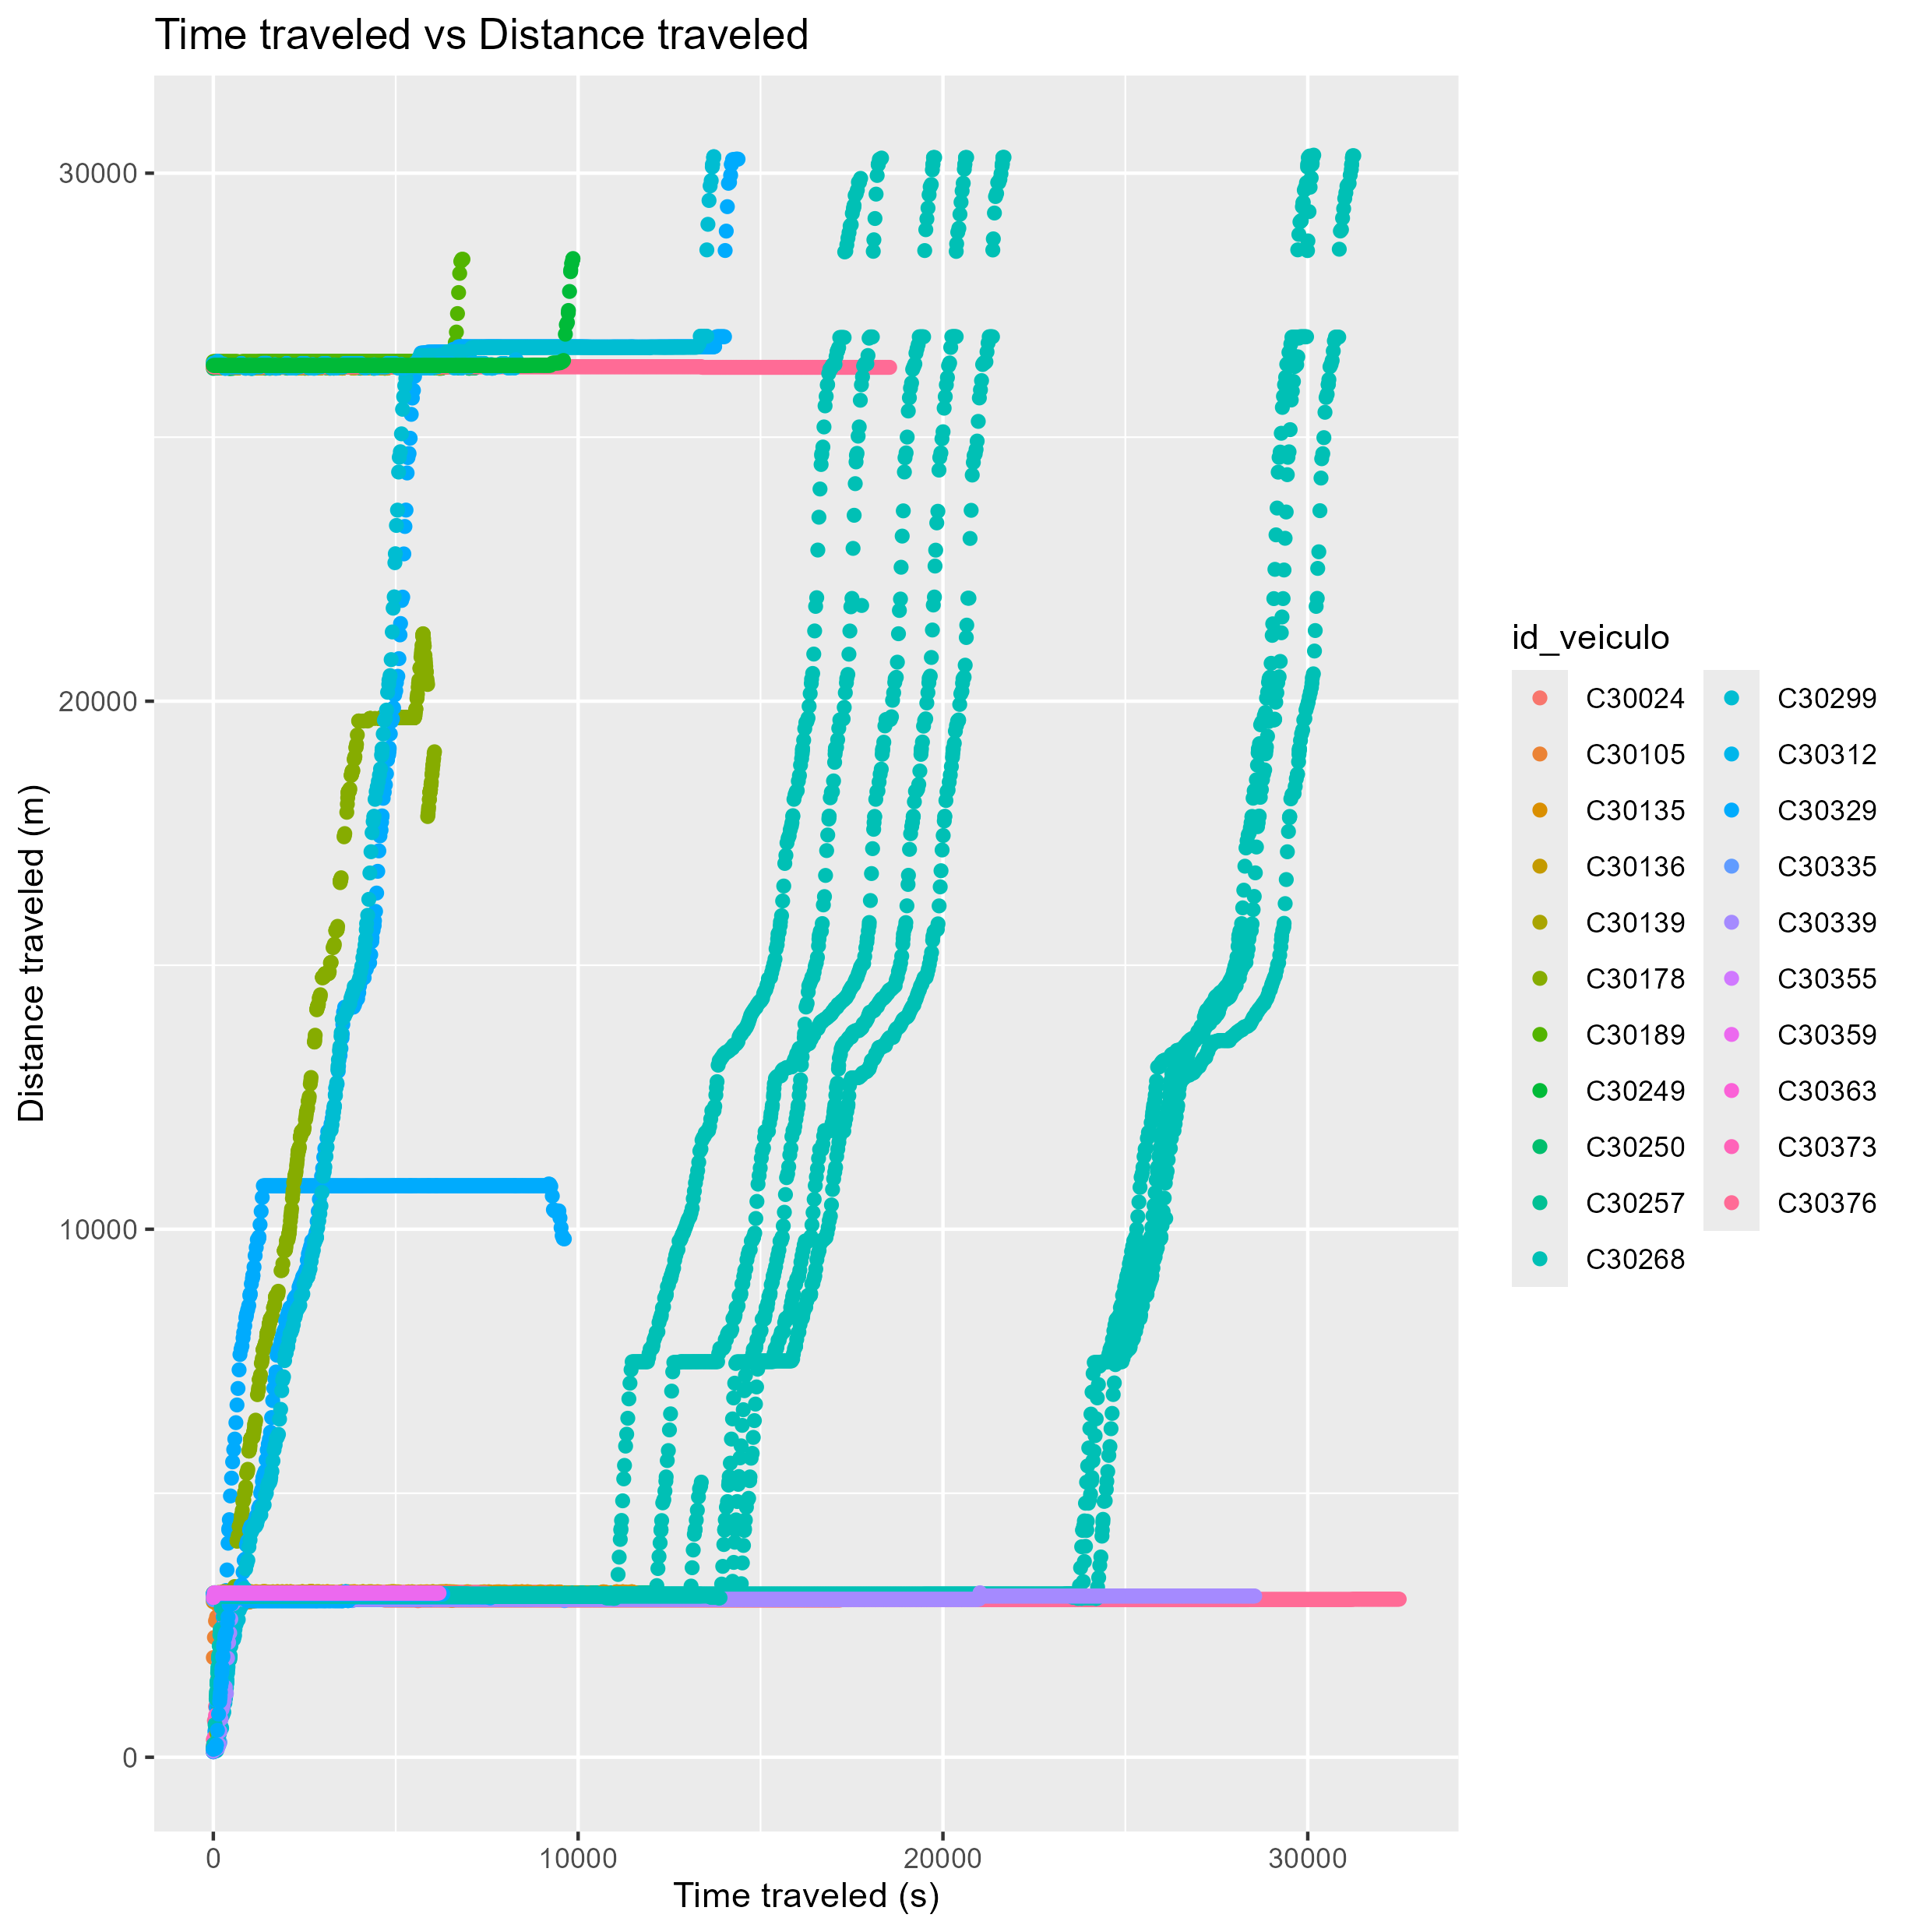 Time traveled vs Distance traveled
Distance traveled (m)
30000
20000
10000
0
0
10000
20000
30000
Time traveled (s)
id_veiculo
C30024
C30105
C30135
C30136
C30139
C30178
C30189
C30249
C30250
C30257
C30268
C30299
C30312
C30329
C30335
C30339
C30355
C30359
C30363
C30373
C30376